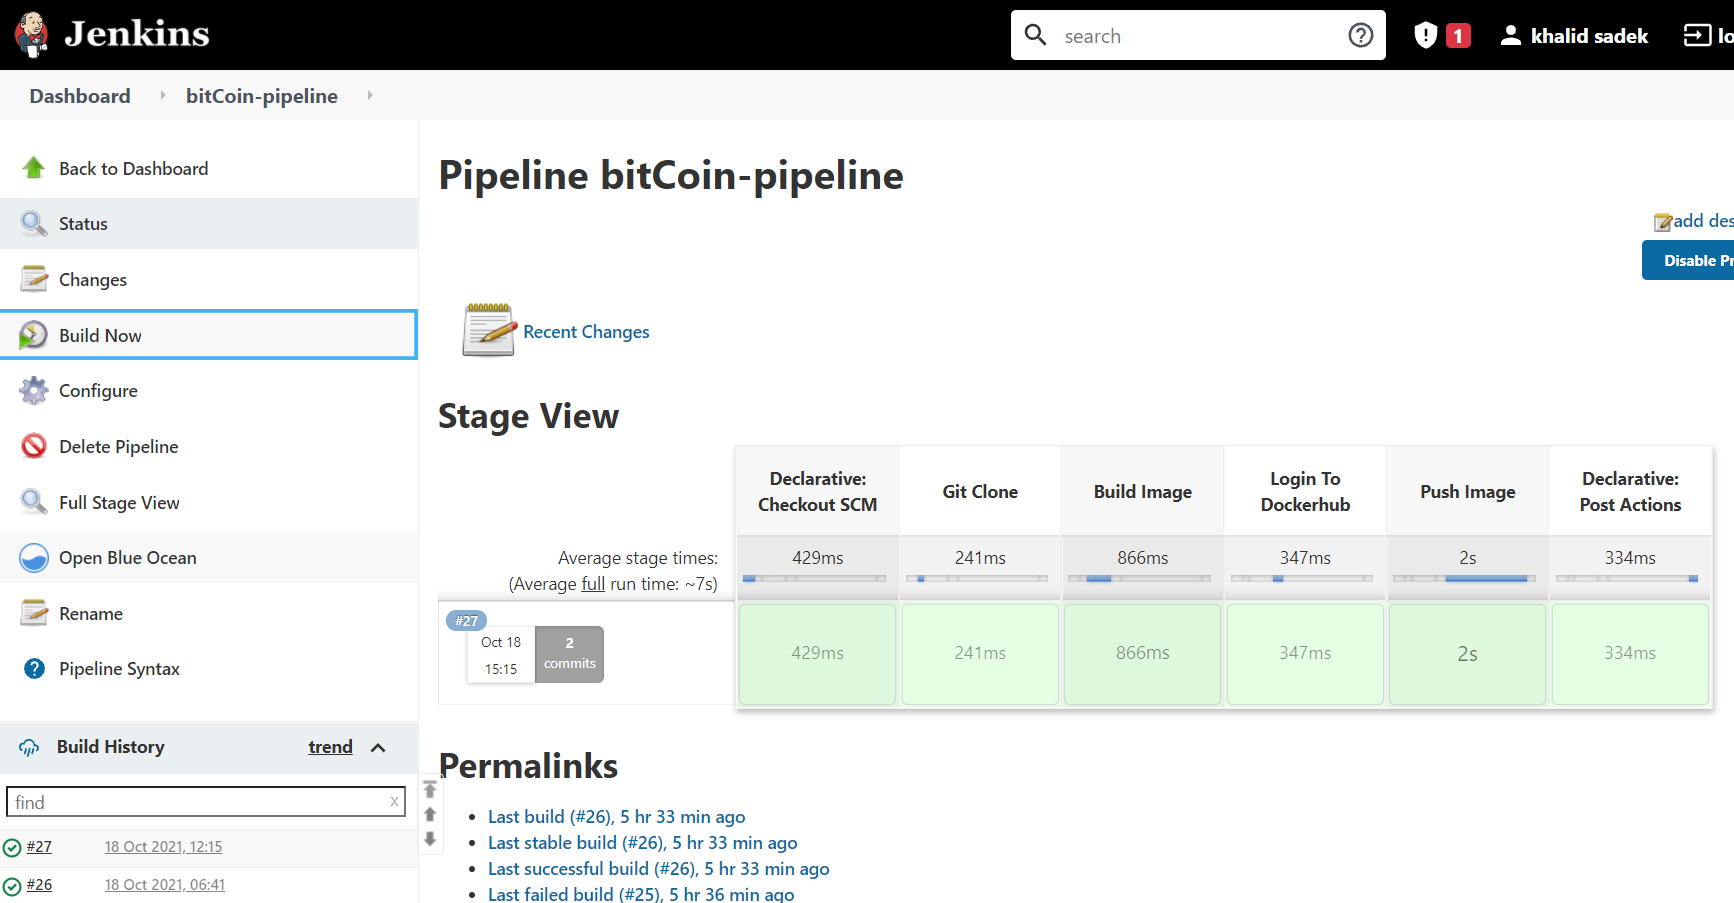 Jenkins
search
1
khalid sadek
lo
Dashboard
bitCoin-pipeline
Back to Dashboard
Status
Changes
Build Now
Configure
Delete Pipeline
Full Stage View
Open Blue Ocean
Rename
Pipeline Syntax
Build History
trend
find
x
#27
18 Oct 2021, 12:15
#26
18 Oct 2021, 06:41
Pipeline bitCoin-pipeline
add des
Disable Pr
Recent Changes
Stage View
Declarative: Checkout SCM
Git Clone
Build Image
Login To Dockerhub
Push Image
Declarative: Post Actions
Average stage times:
(Average full run time: ~7s)
429ms
241ms
866ms
347ms
2s
334ms
#27
Oct 18
15:15
2
commits
429ms
241ms
866ms
347ms
2s
334ms
Permalinks
Last build (#26), 5 hr 33 min ago
Last stable build (#26), 5 hr 33 min ago
Last successful build (#26), 5 hr 33 min ago
Last failed build (#25), 5 hr 36 min ago